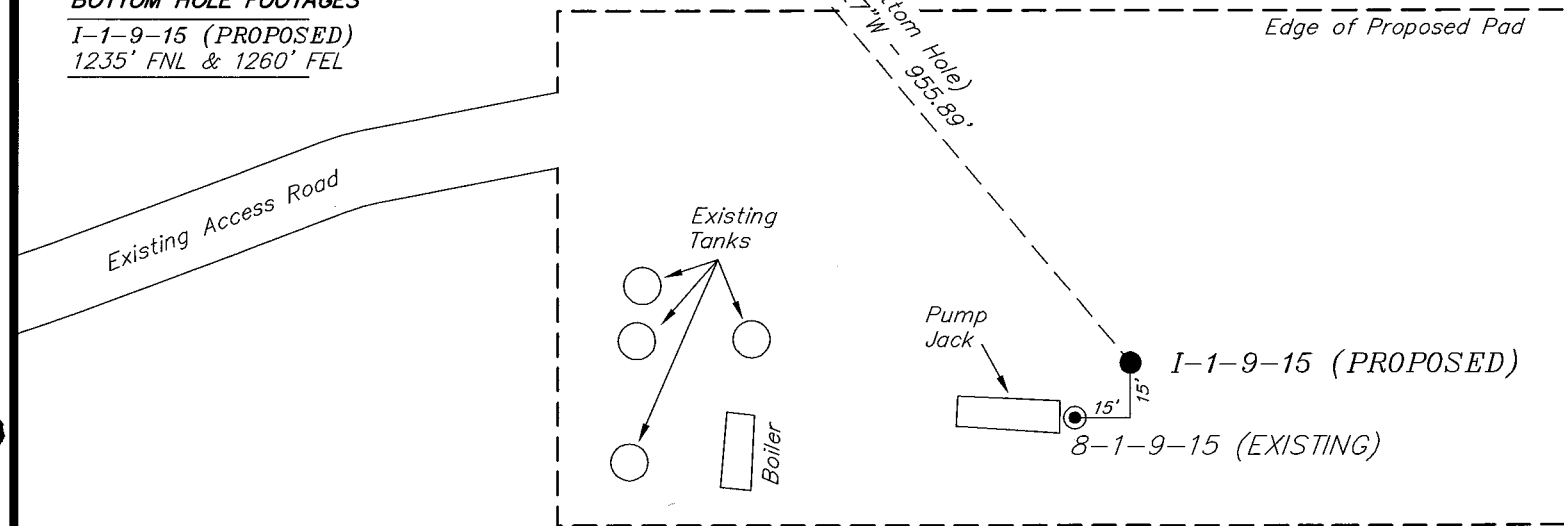 BOTTOM HOLE FOOTAGES
I-1-9-15 (PROPOSED)
1235' FNL & 1260' FEL
Edge of Proposed Pad
Hole)
955.89'
Existing Access Road
Existing
Tanks
Pump
Jack
I-1-9-15 (PROPOSED)
15'
15'
8-1-9-15 (EXISTING)
Boiler